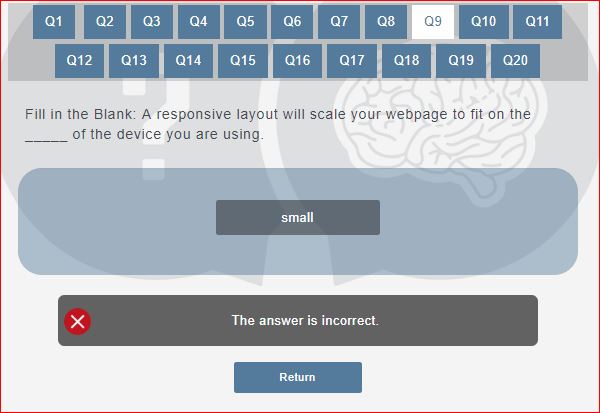 Q1 Q2 Q3 Q4 Q5 Q6 Q7 Q8 Q9 Q10 Q11
Q12 Q13 Q14 Q15 Q16 Q17 Q18 Q19 Q20
Fill in the Blank: A responsive layout will scale your webpage to fit on the
_____ of the device you are using.
small
The answer is incorrect.
Return